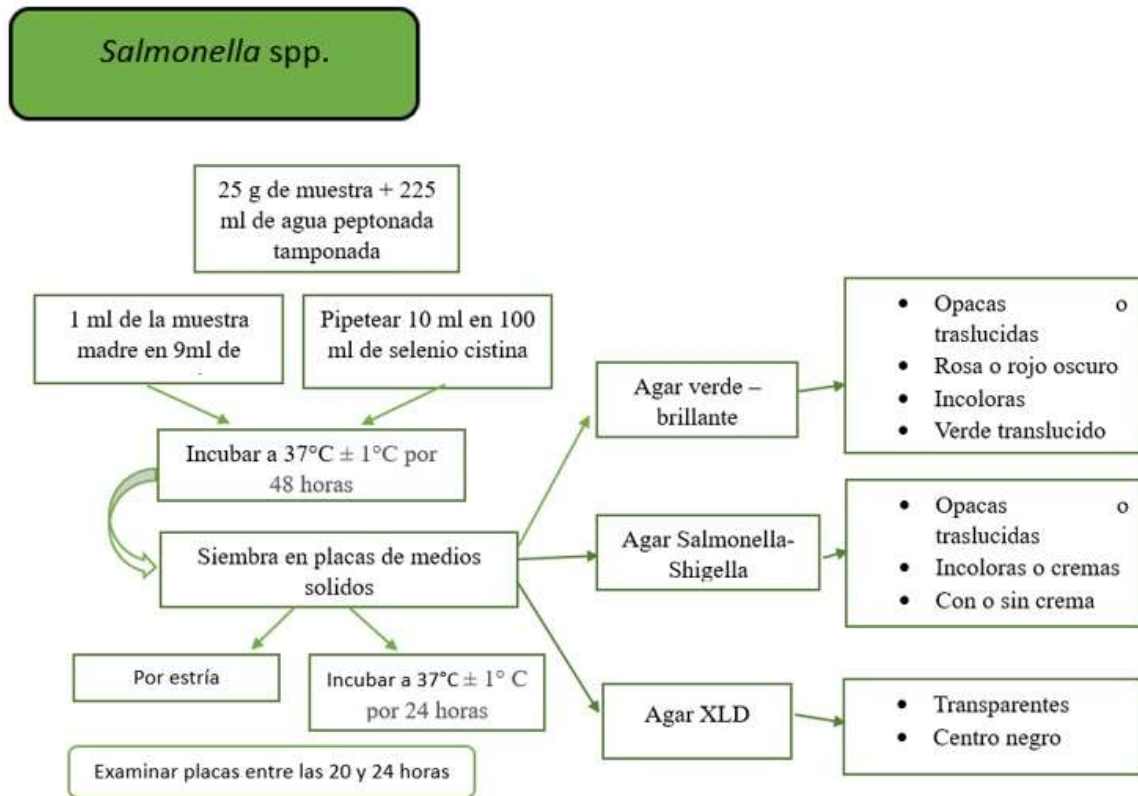 Salmonella spp.
25 g de muestra + 225
ml de agua peptonada
tamponada
1 ml de la muestra
madre en 9ml de
Pipetear 10 ml en 100
ml de selenio cistina
Incubar a 37°C ± 1°C por
48 horas
Siembra en placas de medios
solidos
Por estría
Incubar a 37°C ± 1° C
por 24 horas
Examinar placas entre las 20 y 24 horas
Agar verde –
brillante
• Opacas o
traslucidas
• Rosa o rojo oscuro
• Incoloras
• Verde translucido
Agar Salmonella-
Shigella
• Opacas o
traslucidas
• Incoloras o cremas
• Con o sin crema
Agar XLD
• Transparentes
• Centro negro